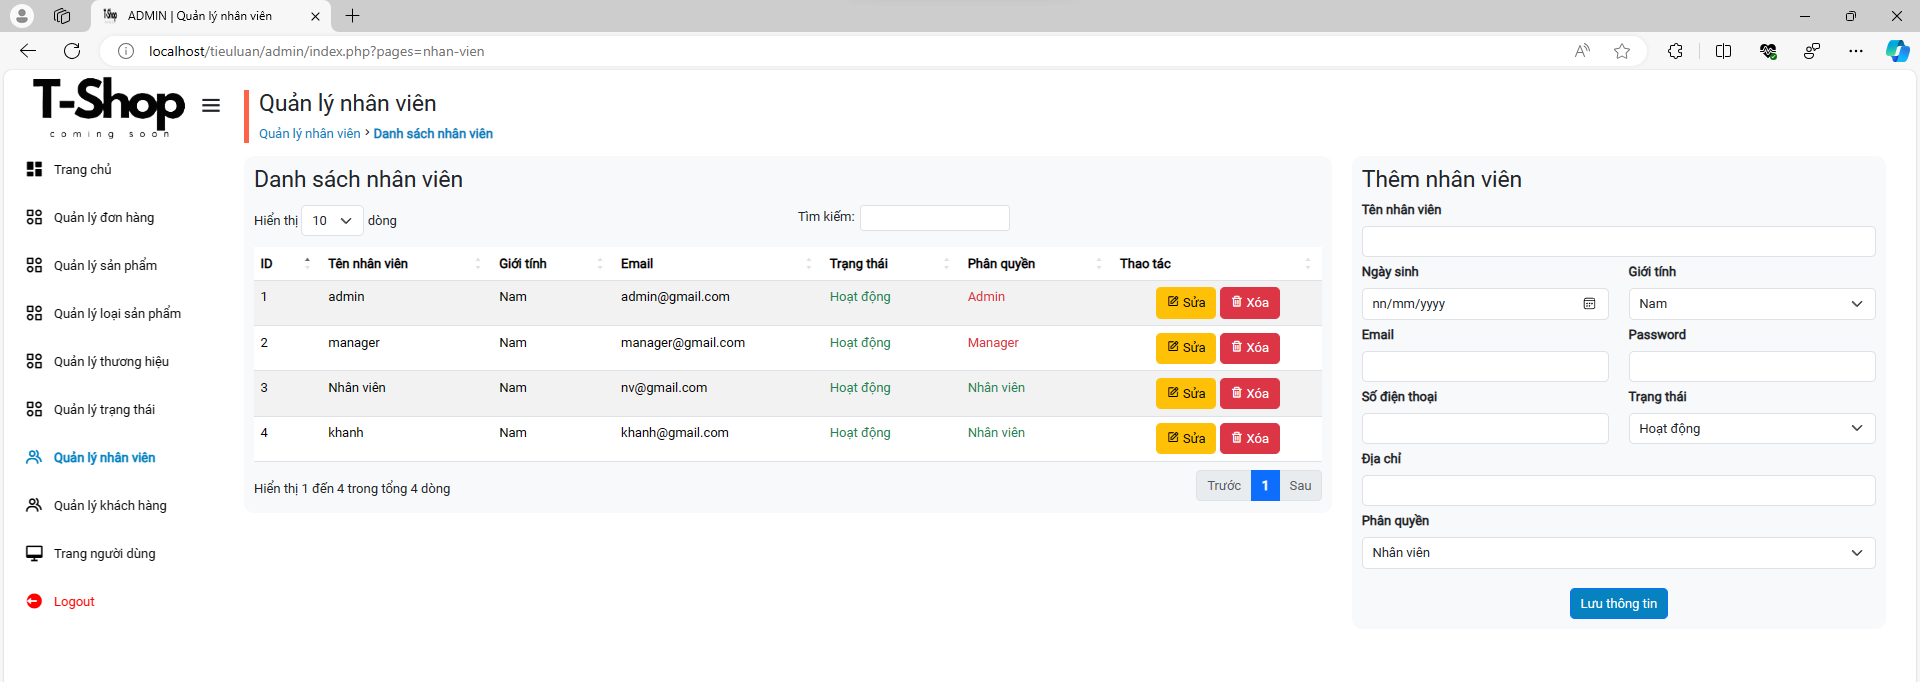 ADMIN | Quản lý nhân viên
localhost/tieuluan/admin/index.php?pages=nhan-vien
T-Shop
coming soon
Trang chủ
Quản lý đơn hàng
Quản lý sản phẩm
Quản lý loại sản phẩm
Quản lý thương hiệu
Quản lý trạng thái
Quản lý nhân viên
Quản lý khách hàng
Trang người dùng
Logout
Quản lý nhân viên
Quản lý nhân viên › Danh sách nhân viên
Danh sách nhân viên
Hiển thị 10 dòng Tìm kiếm:
ID Tên nhân viên Giới tính Email Trạng thái Phân quyền Thao tác
1 admin Nam admin@gmail.com Hoạt động Admin Sửa Xóa
2 manager Nam manager@gmail.com Hoạt động Manager Sửa Xóa
3 Nhân viên Nam nv@gmail.com Hoạt động Nhân viên Sửa Xóa
4 khanh Nam khanh@gmail.com Hoạt động Nhân viên Sửa Xóa
Hiển thị 1 đến 4 trong tổng 4 dòng Trước 1 Sau
Thêm nhân viên
Tên nhân viên
Ngày sinh Giới tính
nn/mm/yyyy Nam
Email Password
Số điện thoại Trạng thái
Hoạt động
Địa chỉ
Phân quyền
Nhân viên
Lưu thông tin